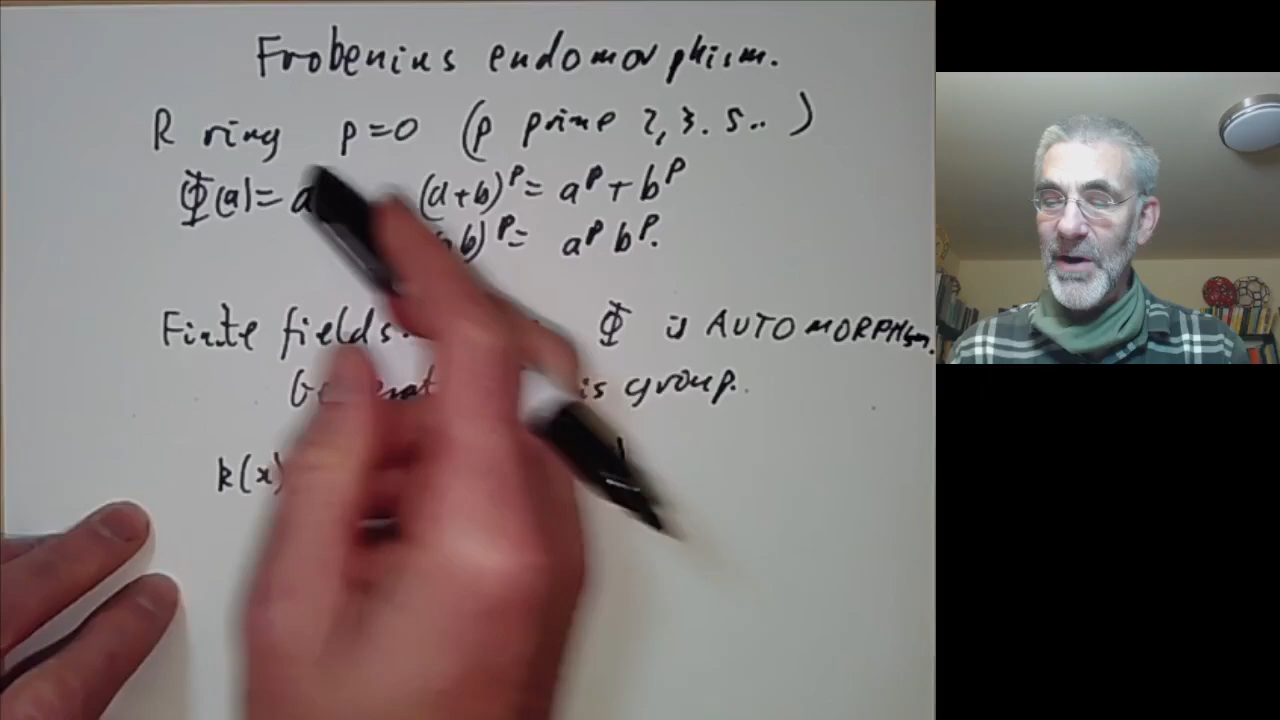 Frobenius endomorphism.
R ring p=0 (p prime 2, 3. 5.. )
Φ(a)= a (a+b)^p = a^p + b^p
b)^p = a^p b^p.
Finite fields. Φ is AUTOMORPHism.
is group.
k(x)